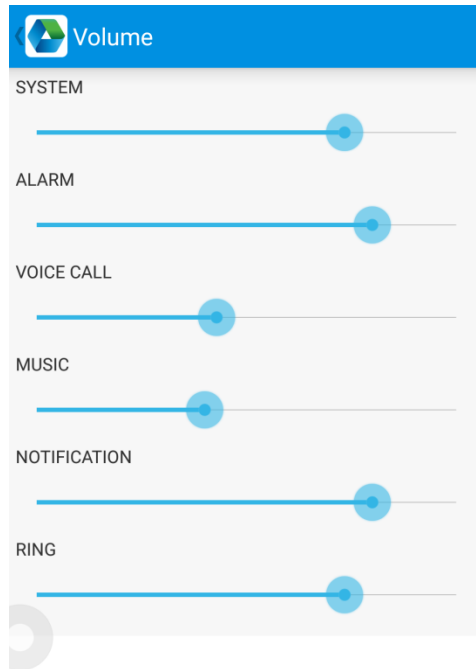 Volume
SYSTEM
ALARM
VOICE CALL
MUSIC
NOTIFICATION
RING